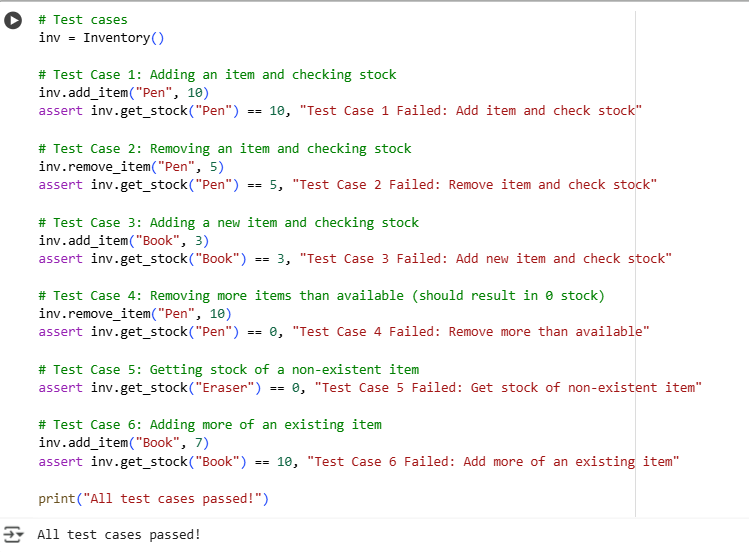 # Test cases
inv = Inventory()
# Test Case 1: Adding an item and checking stock
inv.add_item("Pen", 10)
assert inv.get_stock("Pen") == 10, "Test Case 1 Failed: Add item and check stock"
# Test Case 2: Removing an item and checking stock
inv.remove_item("Pen", 5)
assert inv.get_stock("Pen") == 5, "Test Case 2 Failed: Remove item and check stock"
# Test Case 3: Adding a new item and checking stock
inv.add_item("Book", 3)
assert inv.get_stock("Book") == 3, "Test Case 3 Failed: Add new item and check stock"
# Test Case 4: Removing more items than available (should result in 0 stock)
inv.remove_item("Pen", 10)
assert inv.get_stock("Pen") == 0, "Test Case 4 Failed: Remove more than available"
# Test Case 5: Getting stock of a non-existent item
assert inv.get_stock("Eraser") == 0, "Test Case 5 Failed: Get stock of non-existent item"
# Test Case 6: Adding more of an existing item
inv.add_item("Book", 7)
assert inv.get_stock("Book") == 10, "Test Case 6 Failed: Add more of an existing item"
print("All test cases passed!")
All test cases passed!